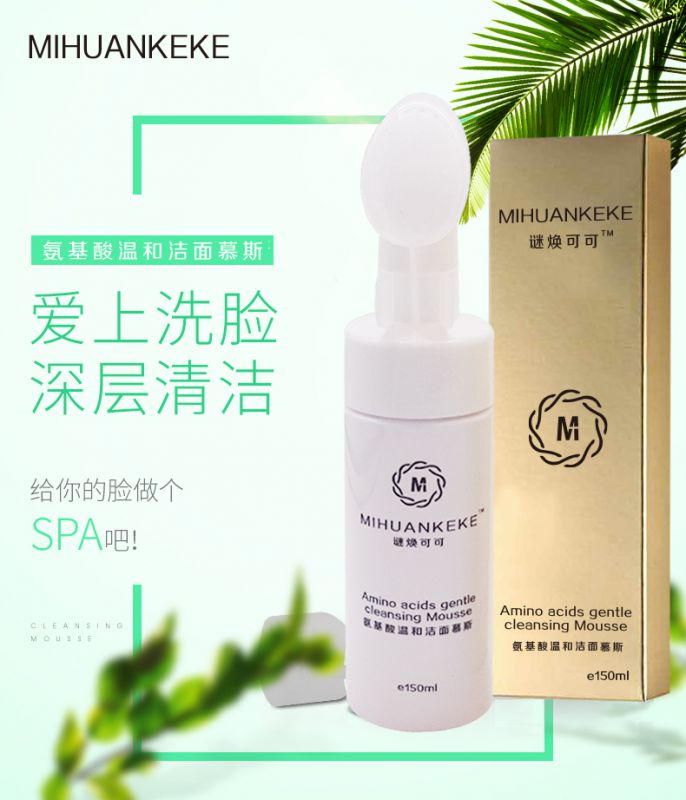 MIHUANKEKE
氨基酸温和洁面慕斯
爱上洗脸
深层清洁
给你的脸做个
SPA吧!
CLEANSING
MOUSSE
M
MIHUANKEKE™
谜焕可可
Amino acids gentle
cleansing Mousse
氨基酸温和洁面慕斯
e150ml
MIHUANKEKE
谜焕可可™
M
Amino acids gentle
cleansing Mousse
氨基酸温和洁面慕斯
e150ml